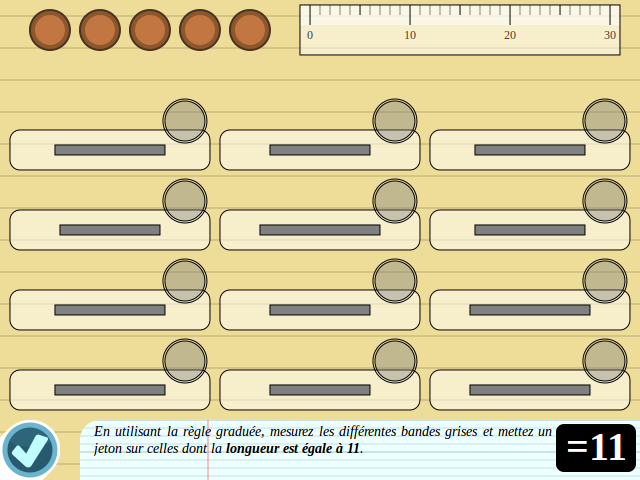 0 10 20 30
En utilisant la règle graduée, mesurez les différentes bandes grises et mettez un
jeton sur celles dont la longueur est égale à 11.
=11